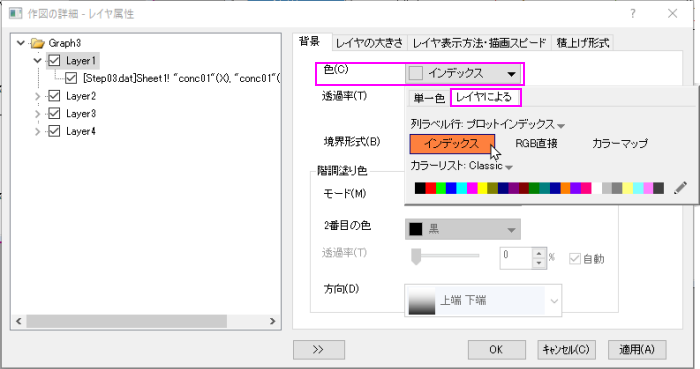 作図の詳細 - レイヤ属性
Graph3
Layer1
[Step03.dat]Sheet1! "conc01"(X), "conc01"(
Layer2
Layer3
Layer4
背景 レイヤの大きさ レイヤ表示方法・描画スピード 積上げ形式
色(C) インデックス
透過率(T)
単一色 レイヤによる
列ラベル行: プロットインデックス
境界形式(B)
インデックス RGB直接 カラーマップ
階調塗り色
カラーリスト: Classic
モード(M)
2番目の色 黒
透過率(T) 0 % 自動
方向(D) 上端 下端
>> OK キャンセル(C) 適用(A)